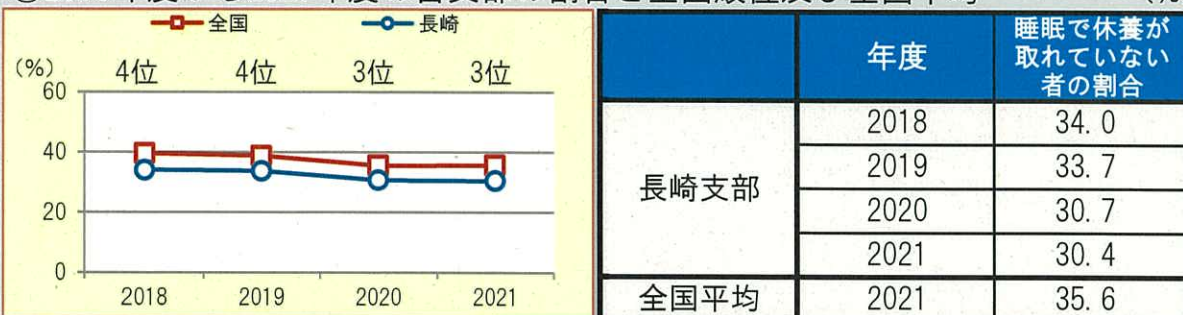 全国 長崎
(%)
4位 4位 3位 3位
60
40
20
0
2018 2019 2020 2021
年度 睡眠で休養が
取れていない
者の割合
長崎支部 2018 34.0
2019 33.7
2020 30.7
2021 30.4
全国平均 2021 35.6